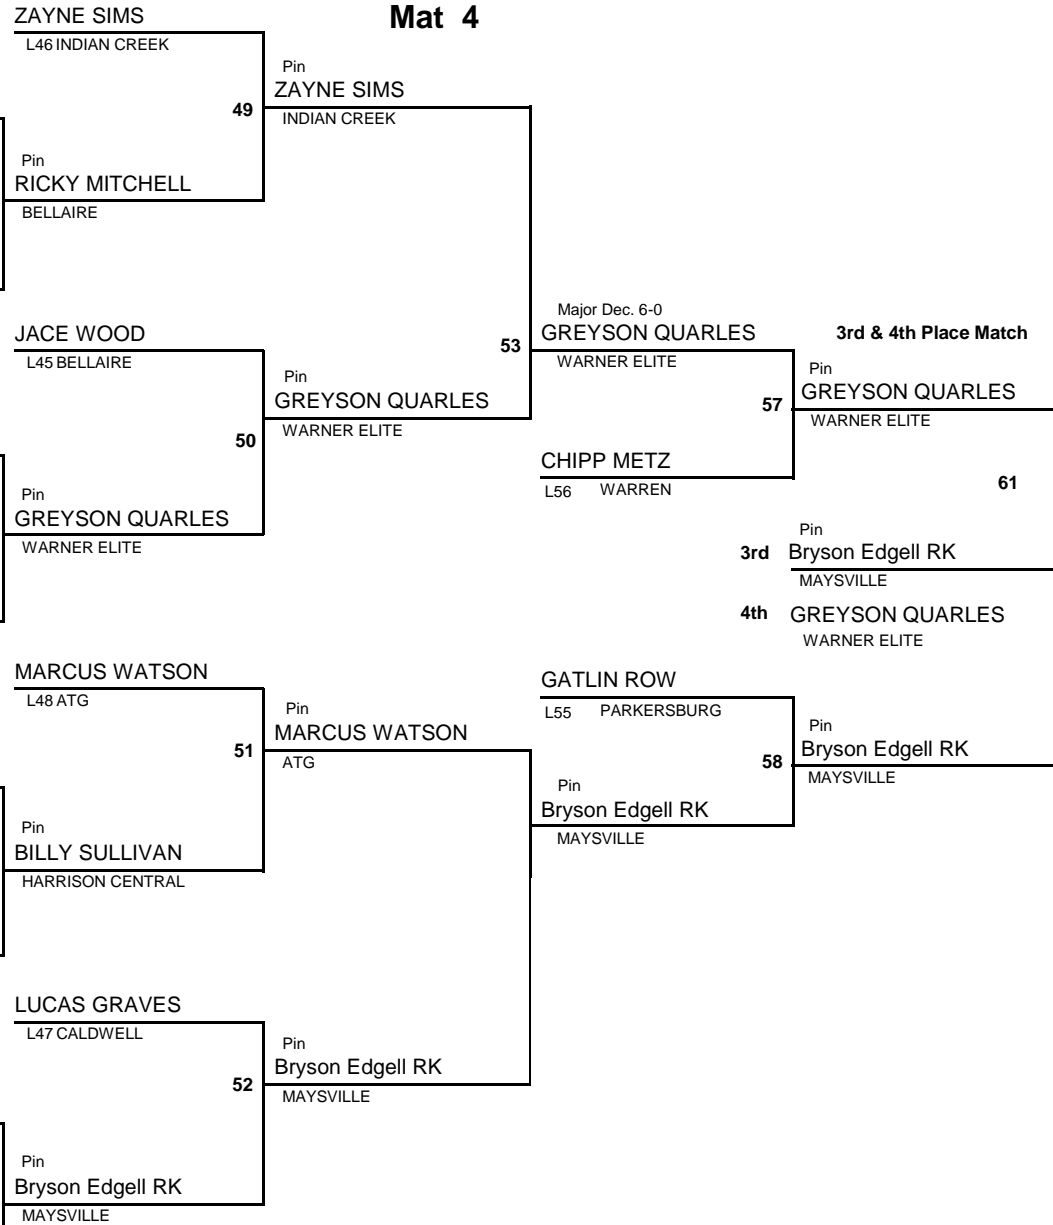 ZAYNE SIMS
Mat 4
L46 INDIAN CREEK
Pin
ZAYNE SIMS
49
INDIAN CREEK
Pin
RICKY MITCHELL
BELLAIRE
Major Dec. 6-0
JACE WOOD
GREYSON QUARLES
3rd & 4th Place Match
53
L45 BELLAIRE
WARNER ELITE
Pin
Pin
GREYSON QUARLES
GREYSON QUARLES
57
WARNER ELITE
WARNER ELITE
50
CHIPP METZ
L56 WARREN
61
Pin
GREYSON QUARLES
WARNER ELITE
Pin
3rd Bryson Edgell RK
MAYSVILLE
4th GREYSON QUARLES
WARNER ELITE
MARCUS WATSON
L48 ATG
GATLIN ROW
L55 PARKERSBURG
Pin
MARCUS WATSON
51
ATG
Pin
Bryson Edgell RK
58
MAYSVILLE
Pin
Bryson Edgell RK
MAYSVILLE
Pin
BILLY SULLIVAN
HARRISON CENTRAL
LUCAS GRAVES
L47 CALDWELL
Pin
Bryson Edgell RK
52
MAYSVILLE
Pin
Bryson Edgell RK
MAYSVILLE